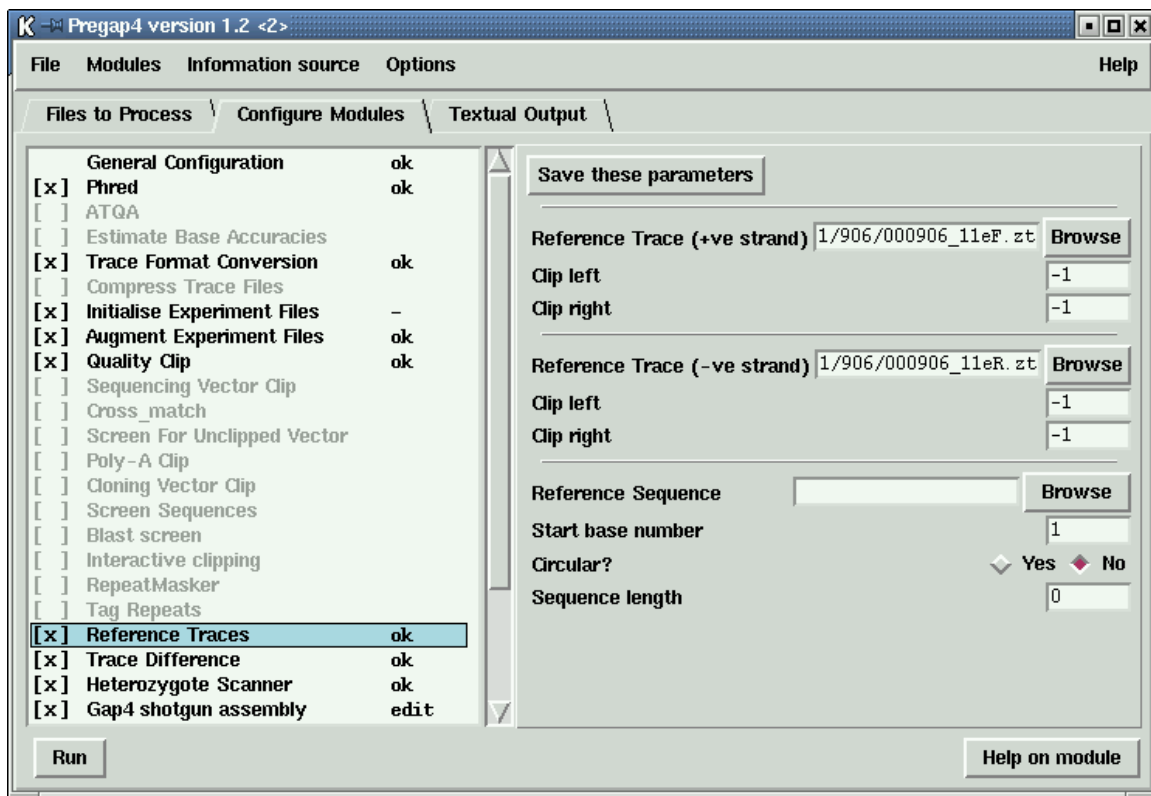 K Pregap4 version 1.2 <2>
File Modules Information source Options Help
Files to Process Configure Modules Textual Output
General Configuration ok
[x] Phred ok
[ ] ATQA
[ ] Estimate Base Accuracies
[x] Trace Format Conversion ok
[ ] Compress Trace Files
[x] Initialise Experiment Files -
[x] Augment Experiment Files ok
[x] Quality Clip ok
[ ] Sequencing Vector Clip
[ ] Cross_match
[ ] Screen For Unclipped Vector
[ ] Poly-A Clip
[ ] Cloning Vector Clip
[ ] Screen Sequences
[ ] Blast screen
[ ] Interactive clipping
[ ] RepeatMasker
[ ] Tag Repeats
[x] Reference Traces ok
[x] Trace Difference ok
[x] Heterozygote Scanner ok
[x] Gap4 shotgun assembly edit
Save these parameters
Reference Trace (+ve strand) 1/906/000906_11eF.zt Browse
Clip left -1
Clip right -1
Reference Trace (-ve strand) 1/906/000906_11eR.zt Browse
Clip left -1
Clip right -1
Reference Sequence Browse
Start base number 1
Circular? Yes No
Sequence length 0
Run Help on module